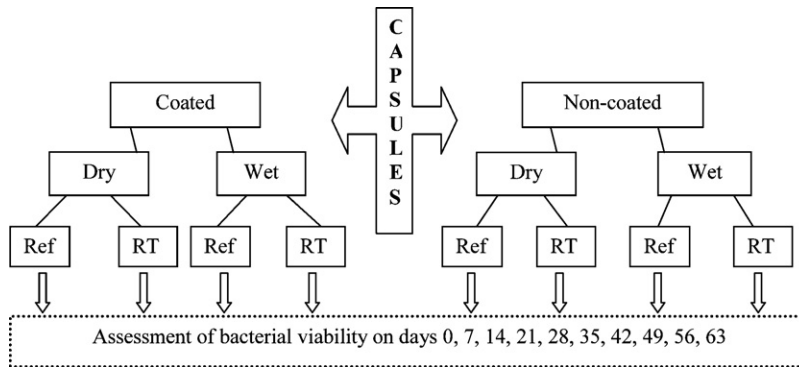 CAPSULES
Coated
Non-coated
Dry
Wet
Dry
Wet
Ref
RT
Ref
RT
Ref
RT
Ref
RT
Assessment of bacterial viability on days 0, 7, 14, 21, 28, 35, 42, 49, 56, 63